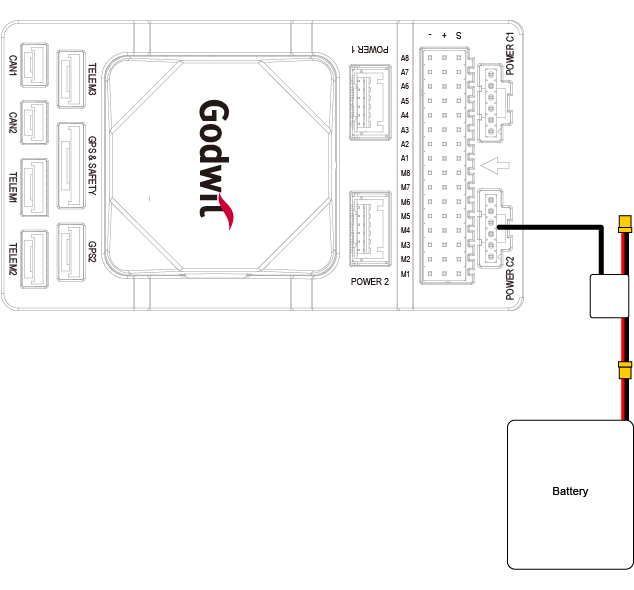 CAN1
CAN2
TELEM1
TELEM2
TELEM3
GPS & SAFETY
GPS2
Godwit
POWER 1
POWER 2
- + S
A8
A7
A6
A5
A4
A3
A2
A1
M8
M7
M6
M5
M4
M3
M2
M1
POWER C1
POWER C2
Battery